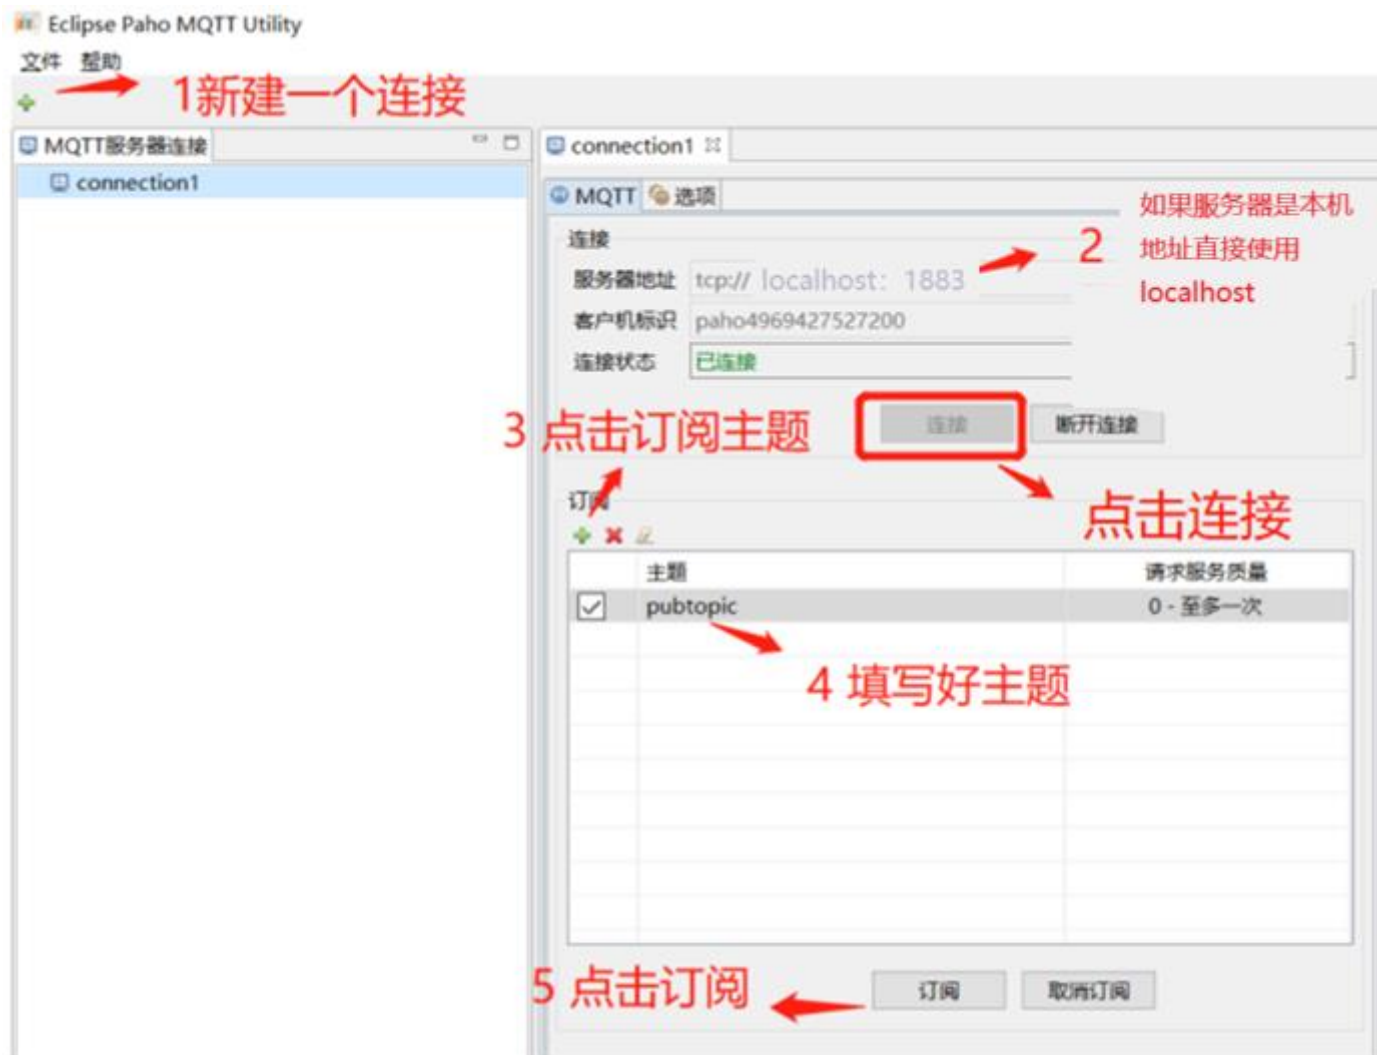 Eclipse Paho MQTT Utility
文件 帮助
1新建一个连接
MQTT服务器连接
connection1
connection1
MQTT 选项
如果服务器是本机
地址直接使用
localhost
2
连接
服务器地址 tcp:// localhost: 1883
客户机标识 paho4969427527200
连接状态 已连接
连接 断开连接
3 点击订阅主题
点击连接
订阅
主题 请求服务质量
pubtopic 0 - 至多一次
4 填写好主题
5 点击订阅
订阅 取消订阅